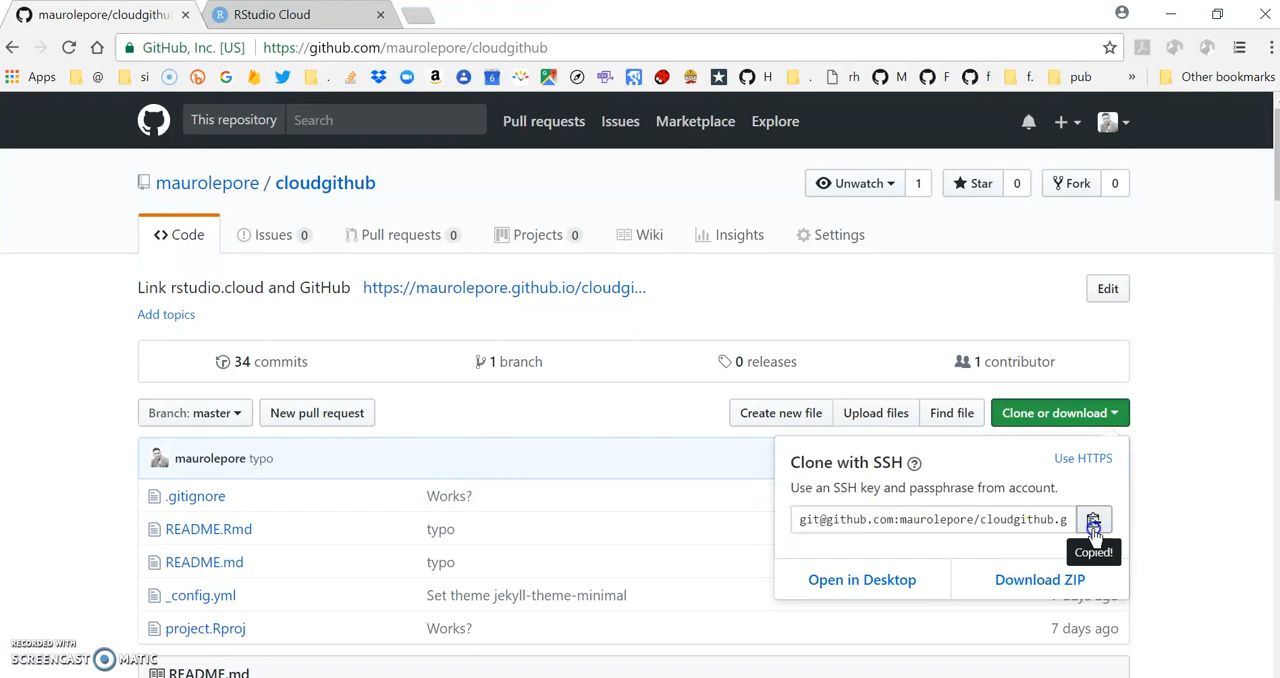 maurolepore/cloudgithu
RStudio Cloud
GitHub, Inc. [US] https://github.com/maurolepore/cloudgithub
Apps @ si . H . rh M F f f. pub » Other bookmarks
This repository Search Pull requests Issues Marketplace Explore
maurolepore / cloudgithub
Unwatch 1 Star 0 Fork 0
Code Issues 0 Pull requests 0 Projects 0 Wiki Insights Settings
Link rstudio.cloud and GitHub https://maurolepore.github.io/cloudgi...
Edit
Add topics
34 commits 1 branch 0 releases 1 contributor
Branch: master New pull request Create new file Upload files Find file Clone or download
maurolepore typo
Clone with SSH Use HTTPS
Use an SSH key and passphrase from account.
git@github.com:maurolepore/cloudgithub.g
Copied!
Open in Desktop Download ZIP
.gitignore Works?
README.Rmd typo
README.md typo
_config.yml Set theme jekyll-theme-minimal 7 days ago
project.Rproj Works? 7 days ago
README.md
RECORDED WITH
SCREENCAST MATIC